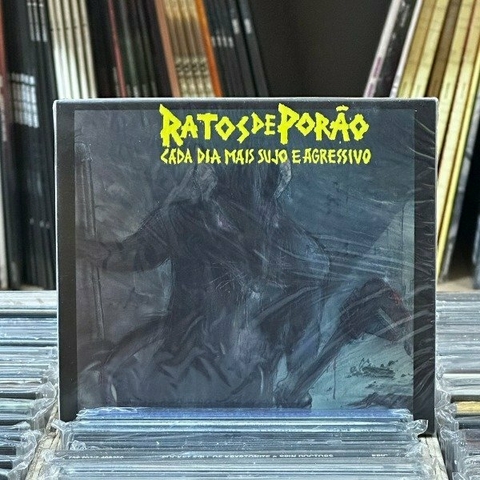 RATOS DE PORÃO
CADA DIA MAIS SUJO E AGRESSIVO